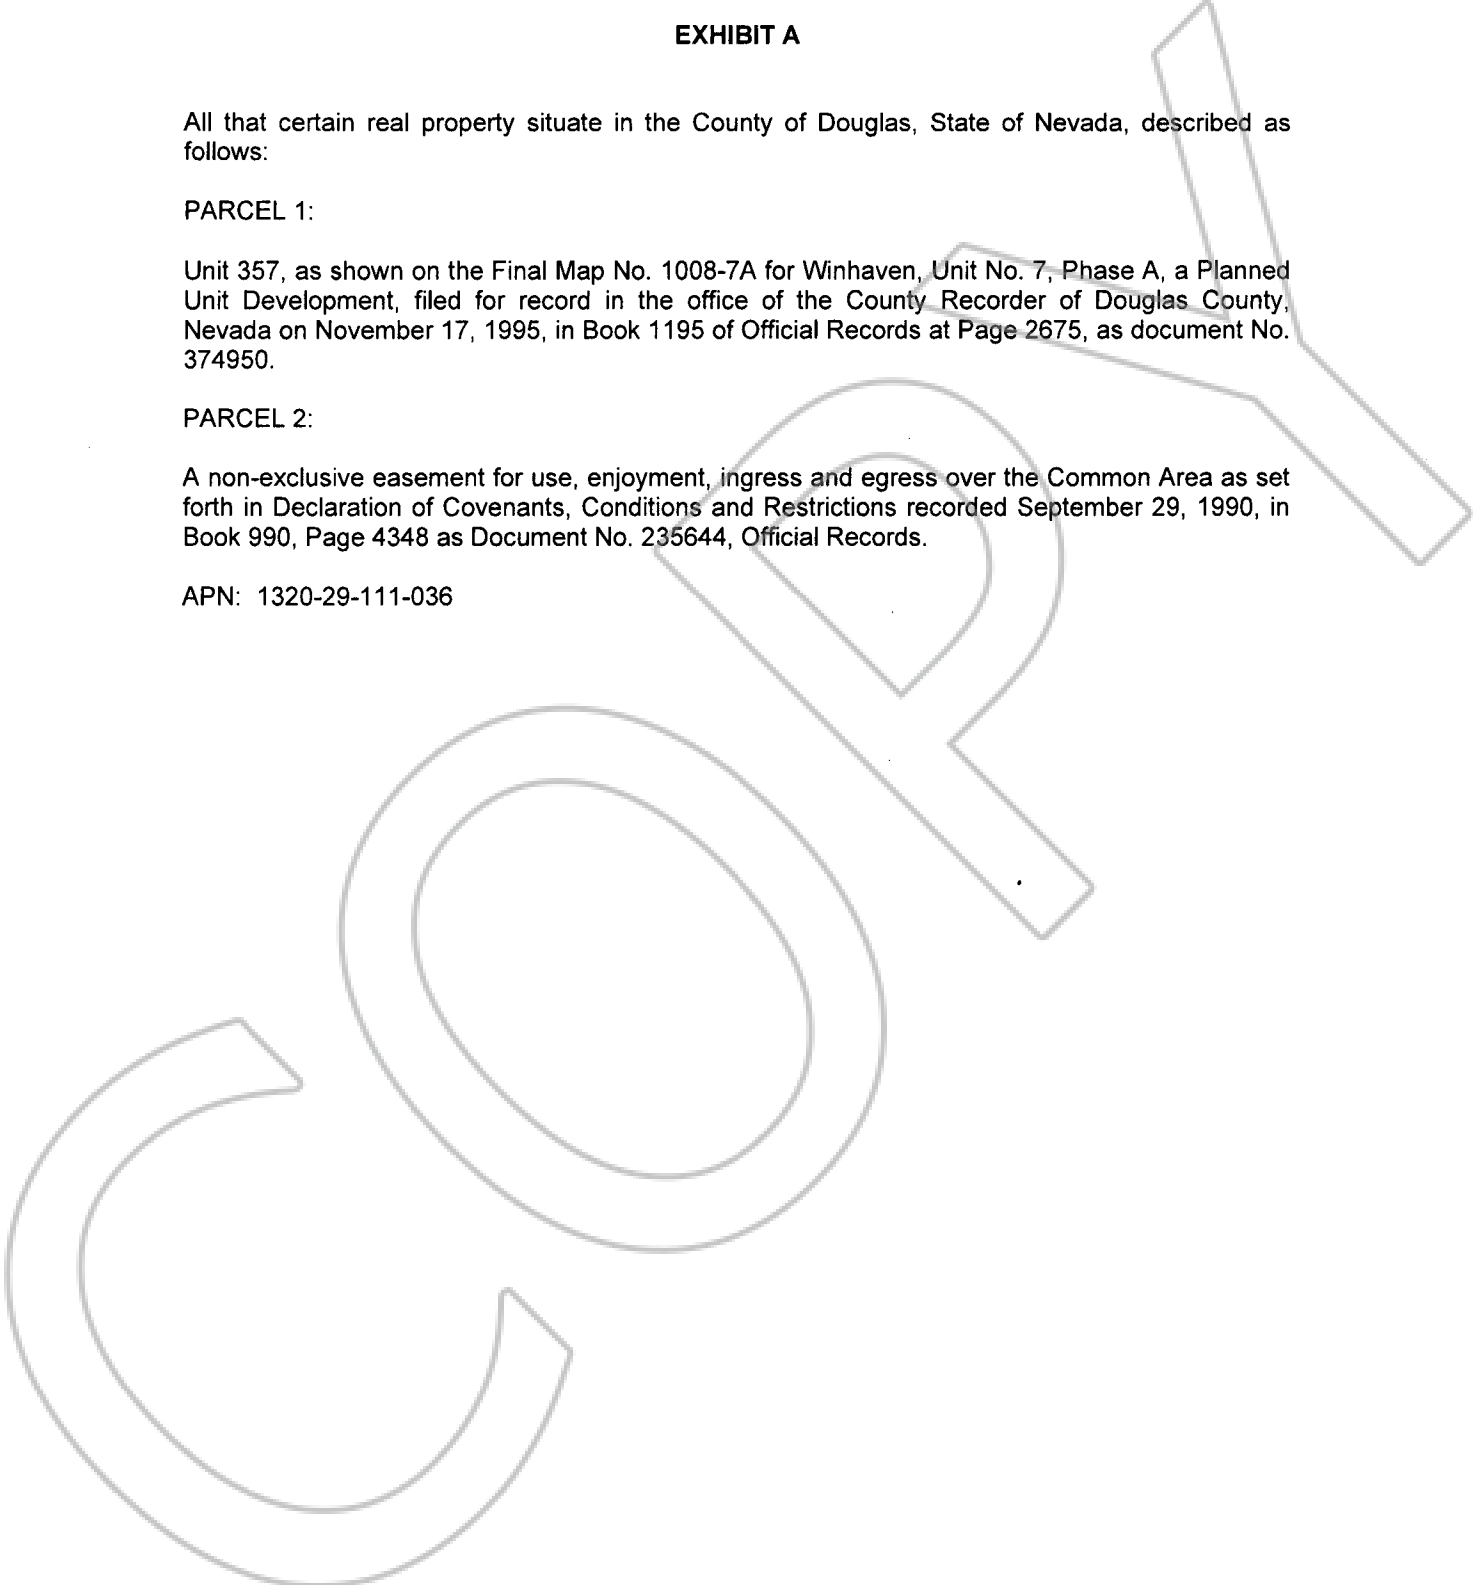 EXHIBIT A
All that certain real property situate in the County of Douglas, State of Nevada, described as
follows:
PARCEL 1:
Unit 357, as shown on the Final Map No. 1008-7A for Winhaven, Unit No. 7, Phase A, a Planned
Unit Development, filed for record in the office of the County Recorder of Douglas County,
Nevada on November 17, 1995, in Book 1195 of Official Records at Page 2675, as document No.
374950.
PARCEL 2:
A non-exclusive easement for use, enjoyment, ingress and egress over the Common Area as set
forth in Declaration of Covenants, Conditions and Restrictions recorded September 29, 1990, in
Book 990, Page 4348 as Document No. 235644, Official Records.
APN: 1320-29-111-036
COPY